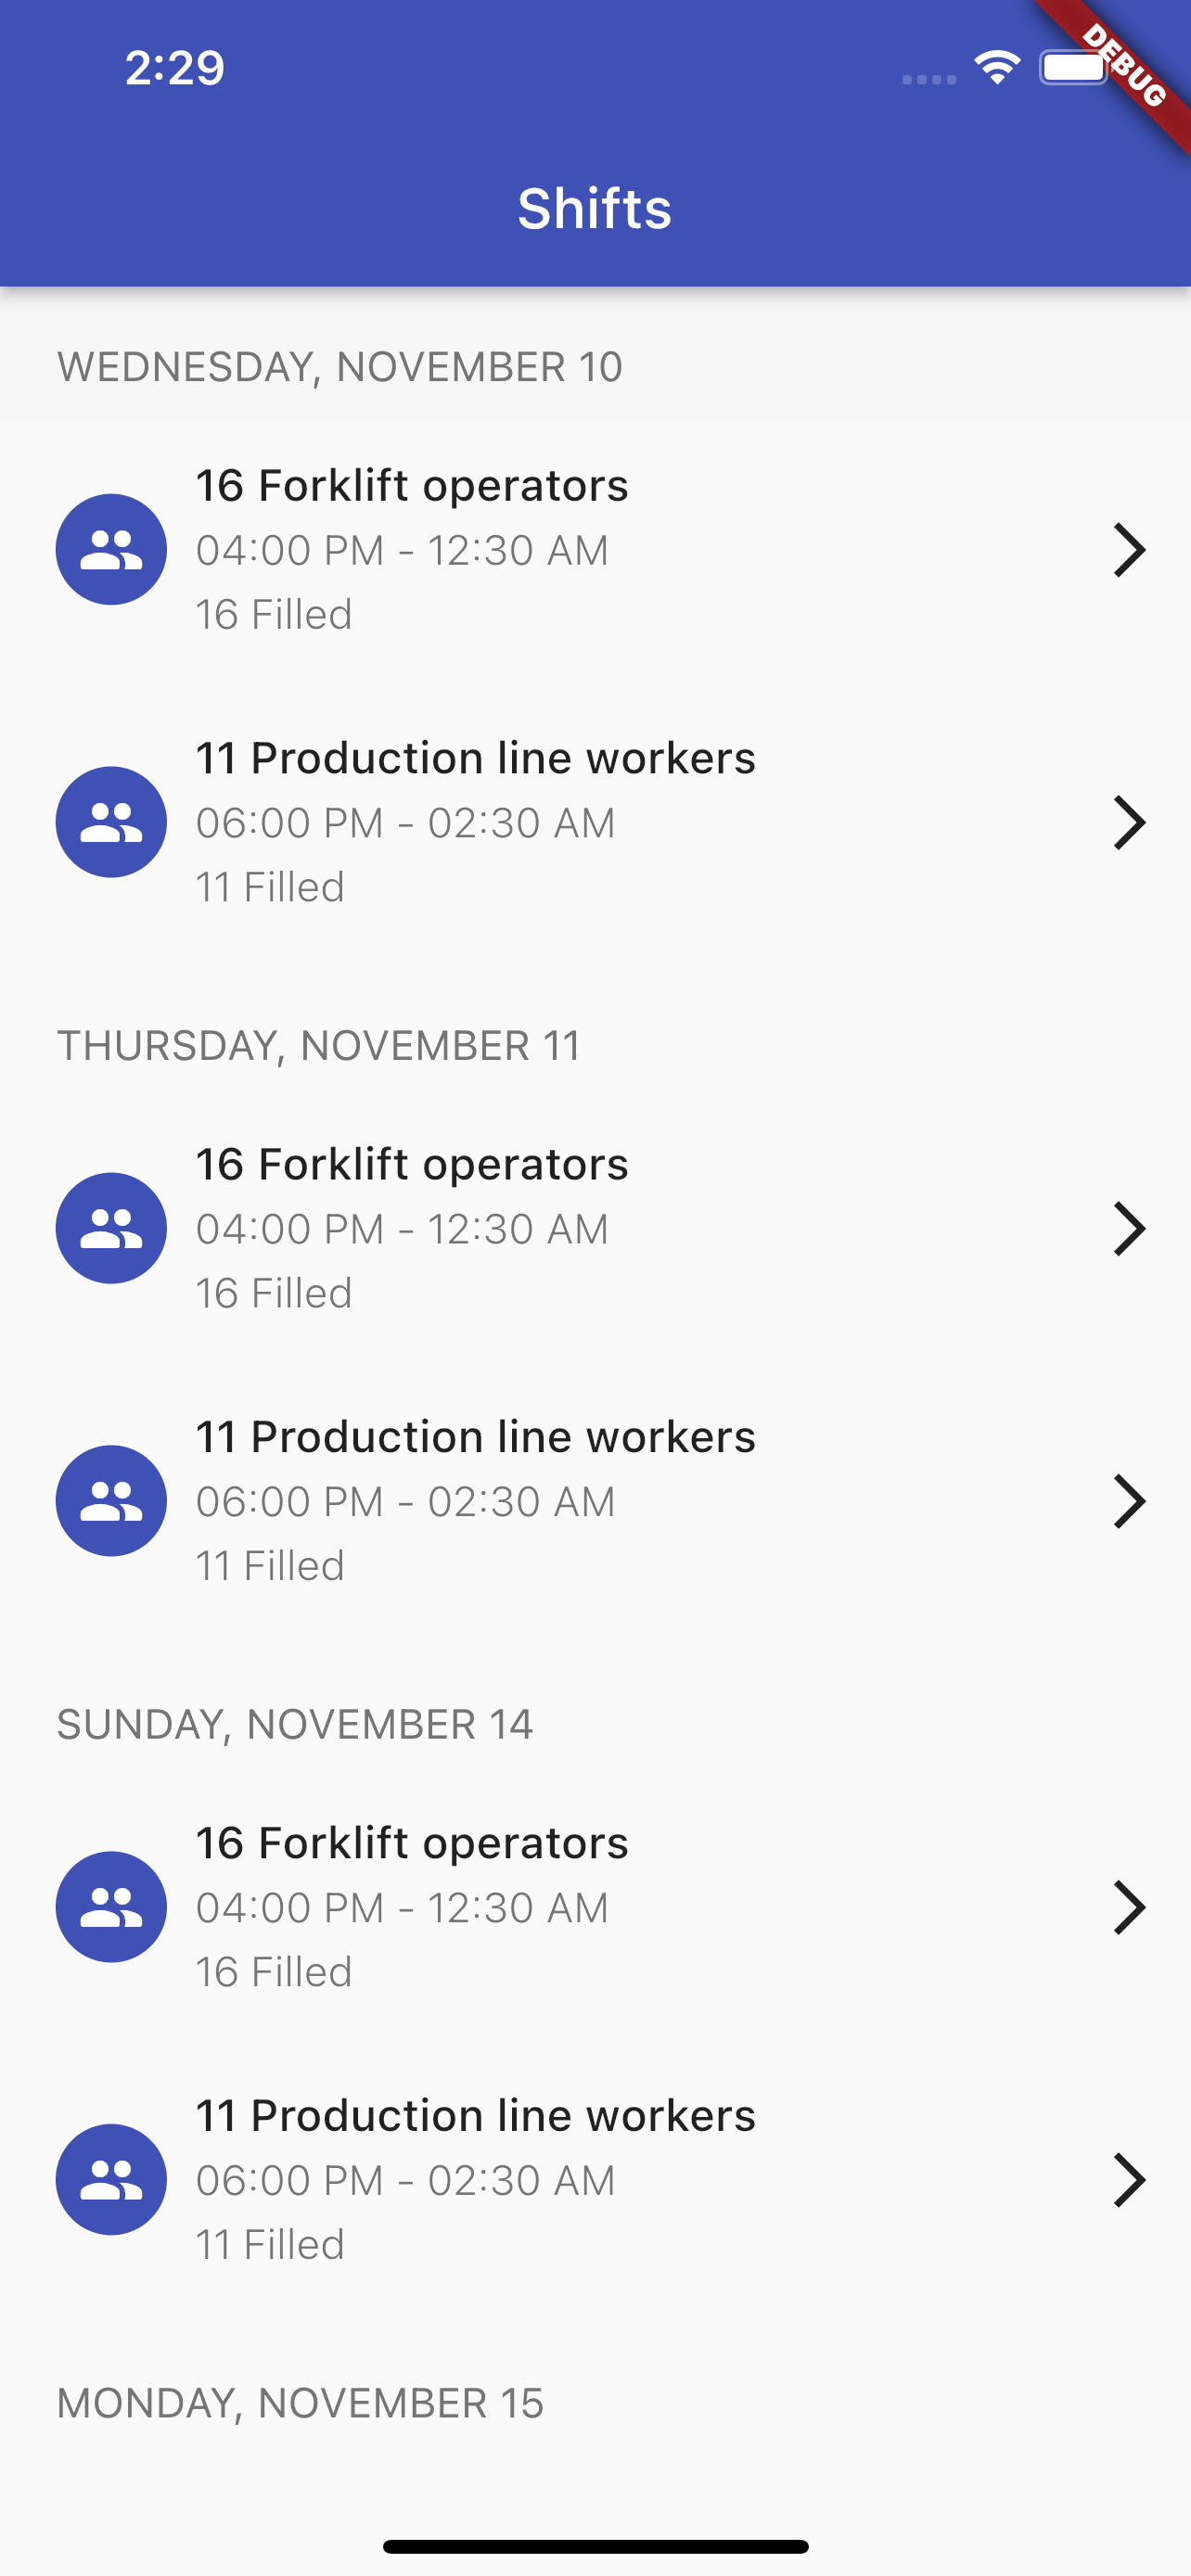 2:29
DEBUG
Shifts
WEDNESDAY, NOVEMBER 10
16 Forklift operators
04:00 PM - 12:30 AM
16 Filled
11 Production line workers
06:00 PM - 02:30 AM
11 Filled
THURSDAY, NOVEMBER 11
16 Forklift operators
04:00 PM - 12:30 AM
16 Filled
11 Production line workers
06:00 PM - 02:30 AM
11 Filled
SUNDAY, NOVEMBER 14
16 Forklift operators
04:00 PM - 12:30 AM
16 Filled
11 Production line workers
06:00 PM - 02:30 AM
11 Filled
MONDAY, NOVEMBER 15